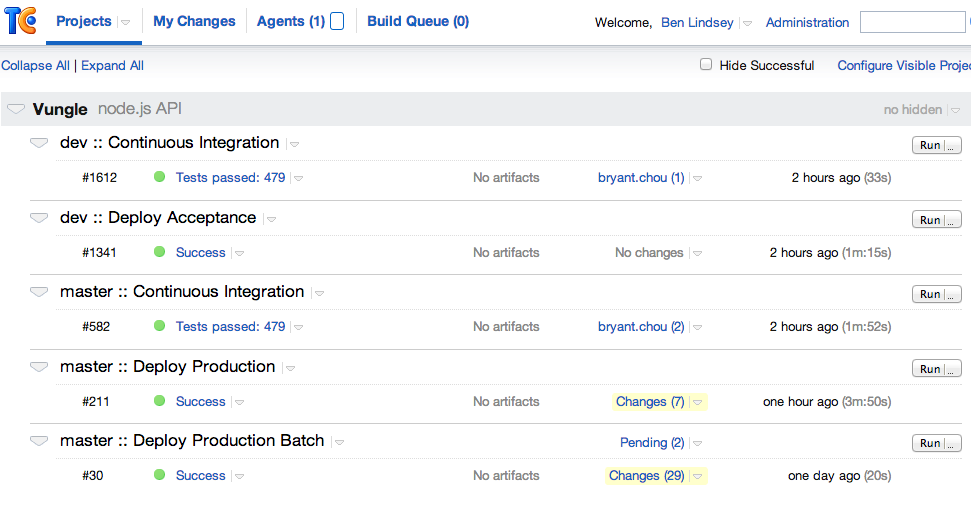 TC Projects My Changes Agents (1) Build Queue (0) Welcome, Ben Lindsey Administration
Collapse All | Expand All Hide Successful Configure Visible Projec
Vungle node.js API no hidden
dev :: Continuous Integration Run ...
#1612 Tests passed: 479 No artifacts bryant.chou (1) 2 hours ago (33s)
dev :: Deploy Acceptance Run ...
#1341 Success No artifacts No changes 2 hours ago (1m:15s)
master :: Continuous Integration Run ...
#582 Tests passed: 479 No artifacts bryant.chou (2) 2 hours ago (1m:52s)
master :: Deploy Production Run ...
#211 Success No artifacts Changes (7) one hour ago (3m:50s)
master :: Deploy Production Batch Pending (2) Run ...
#30 Success No artifacts Changes (29) one day ago (20s)